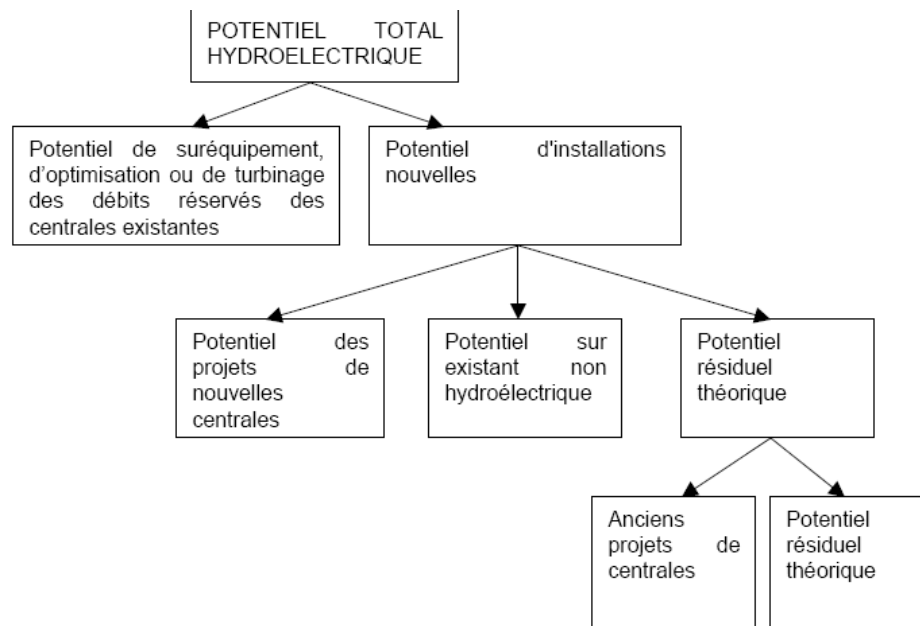 POTENTIEL TOTAL
HYDROELECTRIQUE
Potentiel de suréquipement,
d'optimisation ou de turbinage
des débits réservés des
centrales existantes
Potentiel d'installations
nouvelles
Potentiel des
projets de
nouvelles
centrales
Potentiel sur
existant non
hydroélectrique
Potentiel
résiduel
théorique
Anciens
projets de
centrales
Potentiel
résiduel
théorique